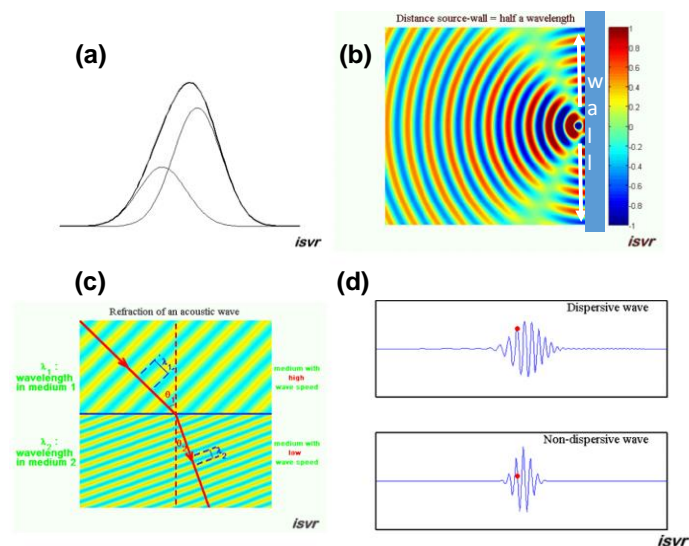 (a)
isvr
(b)
Distance source-wall = half a wavelength
wall
1
0.8
0.6
0.4
0.2
0
-0.2
-0.4
-0.6
-0.8
-1
isvr
(c)
Refraction of an acoustic wave
λ1 :
wavelength
in medium 1
λ1
θ
medium with
high
wave speed
λ2 :
wavelength
in medium 2
θ
medium with
low
wave speed
isvr
(d)
Dispersive wave
Non-dispersive wave
isvr